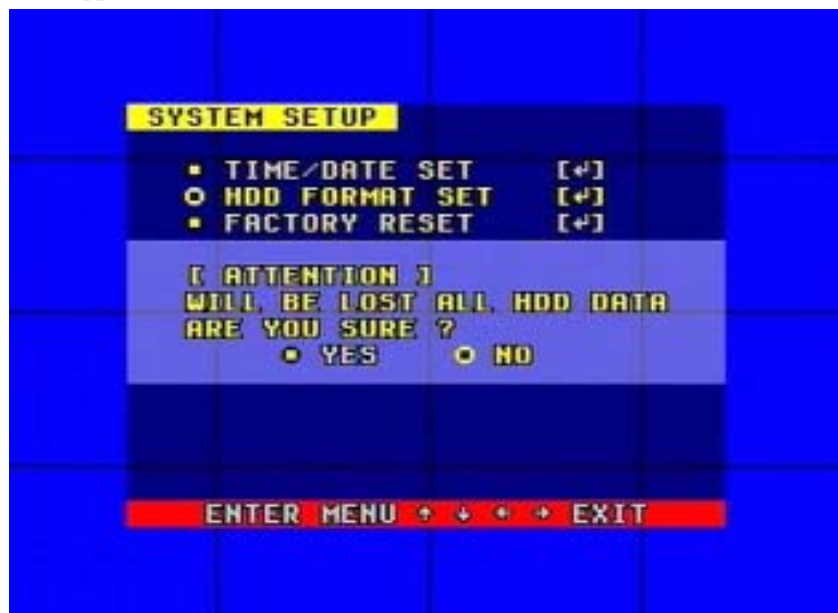 SYSTEM SETUP
TIME/DATE SET [↵]
HDD FORMAT SET [↵]
FACTORY RESET [↵]
[ ATTENTION ]
WILL BE LOST ALL HDD DATA
ARE YOU SURE ?
YES NO
ENTER MENU ↑ ↓ ← → EXIT